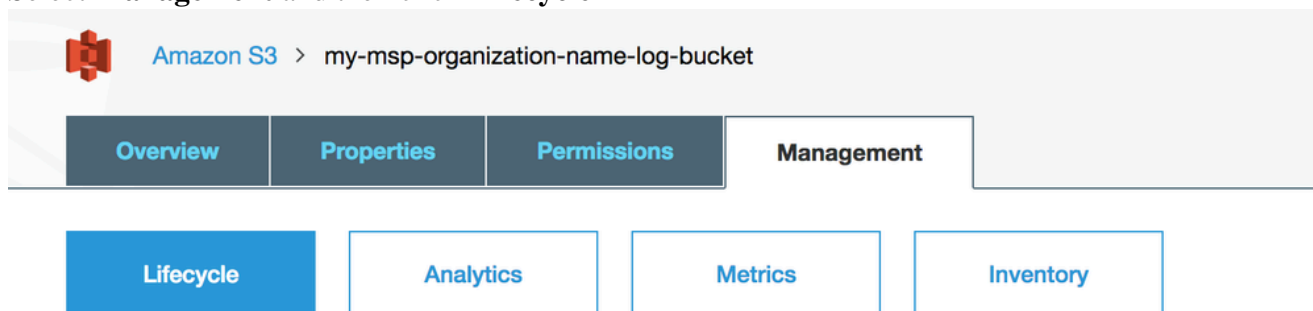 Amazon S3 > my-msp-organization-name-log-bucket
Overview Properties Permissions Management
Lifecycle Analytics Metrics Inventory